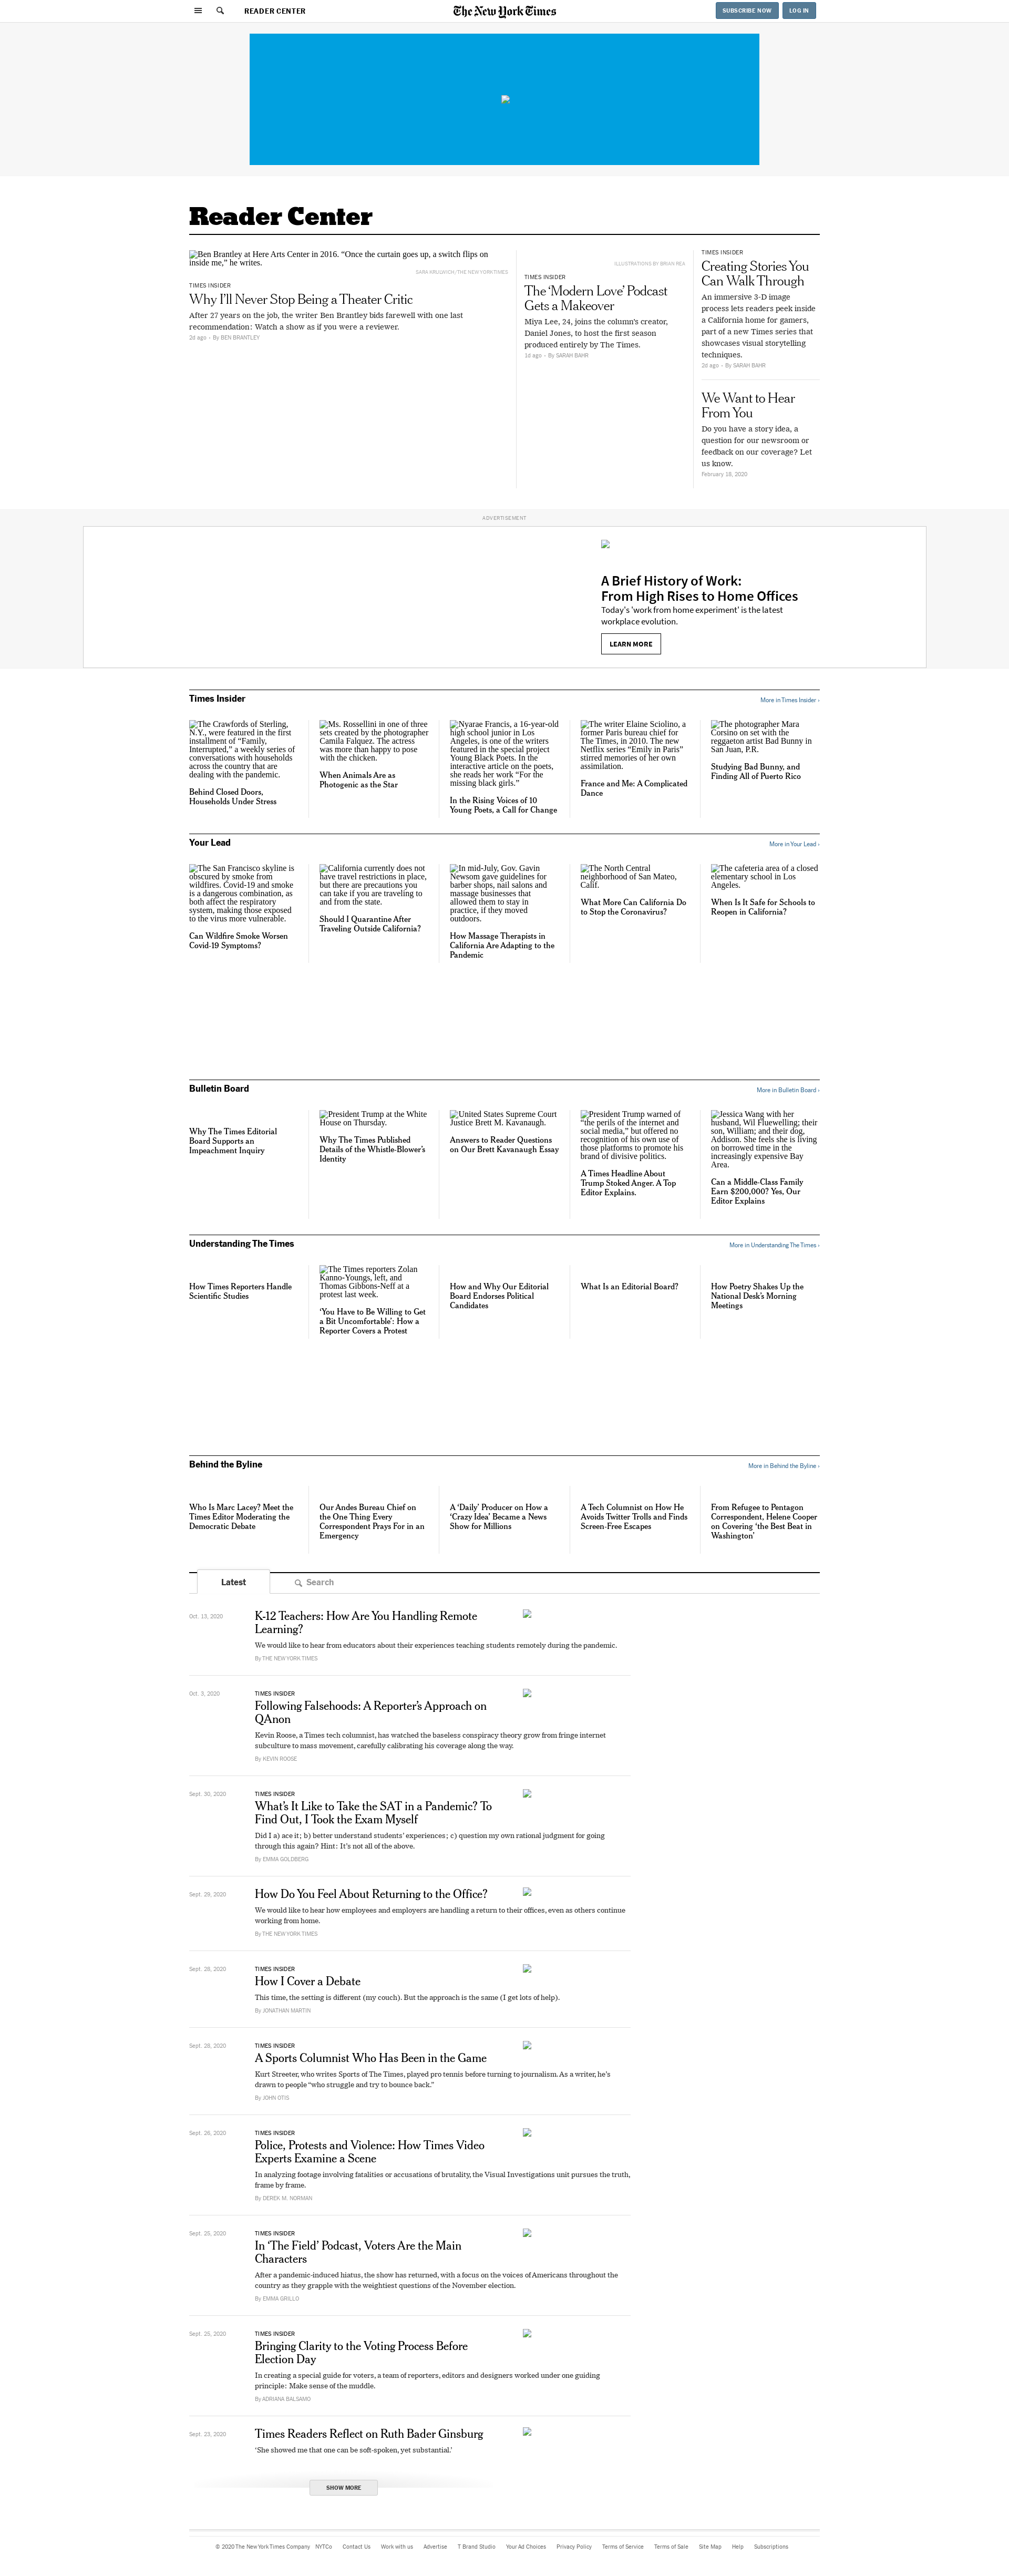 READER CENTER
The New York Times
SUBSCRIBE NOW
LOG IN
Reader Center
Ben Brantley at Here Arts Center in 2016. “Once the curtain goes up, a switch flips on
inside me,” he writes.
SARA KRULWICH/THE NEW YORK TIMES
TIMES INSIDER
Why I’ll Never Stop Being a Theater Critic
After 27 years on the job, the writer Ben Brantley bids farewell with one last
recommendation: Watch a show as if you were a reviewer.
2d ago · By BEN BRANTLEY
ILLUSTRATIONS BY BRIAN REA
TIMES INSIDER
The ‘Modern Love’ Podcast
Gets a Makeover
Miya Lee, 24, joins the column’s creator,
Daniel Jones, to host the first season
produced entirely by The Times.
1d ago · By SARAH BAHR
TIMES INSIDER
Creating Stories You
Can Walk Through
An immersive 3-D image
process lets readers peek inside
a California home for gamers,
part of a new Times series that
showcases visual storytelling
techniques.
2d ago · By SARAH BAHR
We Want to Hear
From You
Do you have a story idea, a
question for our newsroom or
feedback on our coverage? Let
us know.
February 10, 2020
ADVERTISEMENT
A Brief History of Work:
From High Rises to Home Offices
Today's 'work from home experiment' is the latest
workplace evolution.
LEARN MORE
Times Insider
More in Times Insider ›
The Crawfords of Sterling,
N.Y., were featured in the first
installment of “Family,
Interrupted,” a weekly series of
conversations with households
across the country that are
dealing with the pandemic.
Behind Closed Doors,
Households Under Stress
Ms. Rossellini in one of three
sets created by the photographer
Camila Falquez. The actress
was more than happy to pose
with the chicken.
When Animals Are as
Photogenic as the Star
Nyarae Francis, a 16-year-old
high school junior in Los
Angeles, is one of the writers
featured in the special project
Young Black Poets. In the
interactive article on the poets,
she reads her work “For the
missing black girls.”
In the Rising Voices of 10
Young Poets, a Call for Change
The writer Elaine Sciolino, a
former Paris bureau chief for
The Times, in 2010. The new
Netflix series “Emily in Paris”
stirred memories of her own
assimilation.
France and Me: A Complicated
Dance
The photographer Mara
Corsino on set with the
reggaeton artist Bad Bunny in
San Juan, P.R.
Studying Bad Bunny, and
Finding All of Puerto Rico
Your Lead
More in Your Lead ›
The San Francisco skyline is
obscured by smoke from
wildfires. Covid-19 and smoke
is a dangerous combination, as
both affect the respiratory
system, making those exposed
to the virus more vulnerable.
Can Wildfire Smoke Worsen
Covid-19 Symptoms?
California currently does not
have travel restrictions in place,
but there are precautions you
can take if you are traveling to
and from the state.
Should I Quarantine After
Traveling Outside California?
In mid-July, Gov. Gavin
Newsom gave guidelines for
barber shops, nail salons and
massage businesses that
allowed them to stay in
practice, if they moved
outdoors.
How Massage Therapists in
California Are Adapting to the
Pandemic
The North Central
neighborhood of San Mateo,
Calif.
What More Can California Do
to Stop the Coronavirus?
The cafeteria area of a closed
elementary school in Los
Angeles.
When Is It Safe for Schools to
Reopen in California?
Bulletin Board
More in Bulletin Board ›
Why The Times Editorial
Board Supports an
Impeachment Inquiry
President Trump at the White
House on Thursday.
Why The Times Published
Details of the Whistle-Blower’s
Identity
United States Supreme Court
Justice Brett M. Kavanaugh.
Answers to Reader Questions
on Our Brett Kavanaugh Essay
President Trump warned of
“the perils of the internet and
social media,” but offered no
recognition of his own use of
those platforms to promote his
brand of divisive politics.
A Times Headline About
Trump Stoked Anger. A Top
Editor Explains.
Jessica Wang with her
husband, Wil Fluewelling; their
son, William; and their dog,
Addison. She feels she is living
on borrowed time in the
increasingly expensive Bay
Area.
Can a Middle-Class Family
Earn $200,000? Yes, Our
Editor Explains
Understanding The Times
More in Understanding The Times ›
How Times Reporters Handle
Scientific Studies
The Times reporters Zolan
Kanno-Youngs, left, and
Thomas Gibbons-Neff at a
protest last week.
‘You Have to Be Willing to Get
a Bit Uncomfortable’: How a
Reporter Covers a Protest
How and Why Our Editorial
Board Endorses Political
Candidates
What Is an Editorial Board?
How Poetry Shakes Up the
National Desk’s Morning
Meetings
Behind the Byline
More in Behind the Byline ›
Who Is Marc Lacey? Meet the
Times Editor Moderating the
Democratic Debate
Our Andes Bureau Chief on
the One Thing Every
Correspondent Prays For in an
Emergency
A ‘Daily’ Producer on How a
‘Crazy Idea’ Became a News
Show for Millions
A Tech Columnist on How He
Avoids Twitter Trolls and Finds
Screen-Free Escapes
From Refugee to Pentagon
Correspondent, Helene Cooper
on Covering ‘the Best Beat in
Washington’
Latest
Search
Oct. 13, 2020
K-12 Teachers: How Are You Handling Remote
Learning?
We would like to hear from educators about their experiences teaching students remotely during the pandemic.
By THE NEW YORK TIMES
Oct. 3, 2020
TIMES INSIDER
Following Falsehoods: A Reporter’s Approach on
QAnon
Kevin Roose, a Times tech columnist, has watched the baseless conspiracy theory grow from fringe internet
subculture to mass movement, carefully calibrating his coverage along the way.
By KEVIN ROOSE
Sept. 30, 2020
TIMES INSIDER
What’s It Like to Take the SAT in a Pandemic? To
Find Out, I Took the Exam Myself
Did I a) ace it; b) better understand students’ experiences; c) question my own rational judgment for going
through this again? Hint: It’s not all of the above.
By EMMA GOLDBERG
Sept. 29, 2020
How Do You Feel About Returning to the Office?
We would like to hear how employees and employers are handling a return to their offices, even as others continue
working from home.
By THE NEW YORK TIMES
Sept. 28, 2020
TIMES INSIDER
How I Cover a Debate
This time, the setting is different (my couch). But the approach is the same (I get lots of help).
By JONATHAN MARTIN
Sept. 28, 2020
TIMES INSIDER
A Sports Columnist Who Has Been in the Game
Kurt Streeter, who writes Sports of The Times, played pro tennis before turning to journalism. As a writer, he’s
drawn to people “who struggle and try to bounce back.”
By JOHN OTIS
Sept. 26, 2020
TIMES INSIDER
Police, Protests and Violence: How Times Video
Experts Examine a Scene
In analyzing footage involving fatalities or accusations of brutality, the Visual Investigations unit pursues the truth,
frame by frame.
By DEREK M. NORMAN
Sept. 25, 2020
TIMES INSIDER
In ‘The Field’ Podcast, Voters Are the Main
Characters
After a pandemic-induced hiatus, the show has returned, with a focus on the voices of Americans throughout the
country as they grapple with the weightiest questions of the November election.
By EMMA GRILLO
Sept. 25, 2020
TIMES INSIDER
Bringing Clarity to the Voting Process Before
Election Day
In creating a special guide for voters, a team of reporters, editors and designers worked under one guiding
principle: Make sense of the muddle.
By ADRIANA BALSAMO
Sept. 23, 2020
Times Readers Reflect on Ruth Bader Ginsburg
‘She showed me that one can be soft-spoken, yet substantial.’
SHOW MORE
© 2020 The New York Times Company NYTCo Contact Us Work with us Advertise T Brand Studio Your Ad Choices Privacy Policy Terms of Service Terms of Sale Site Map Help Subscriptions